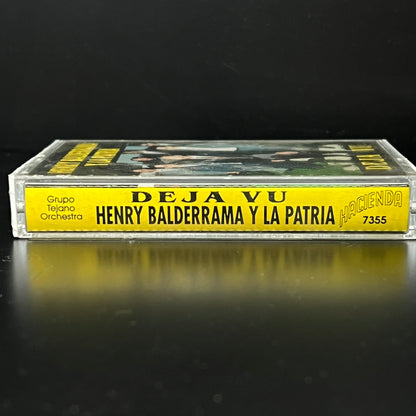 Grupo
Tejano
Orchestra
DEJA VU
HENRY BALDERRAMA Y LA PATRIA
HACIENDA
7355